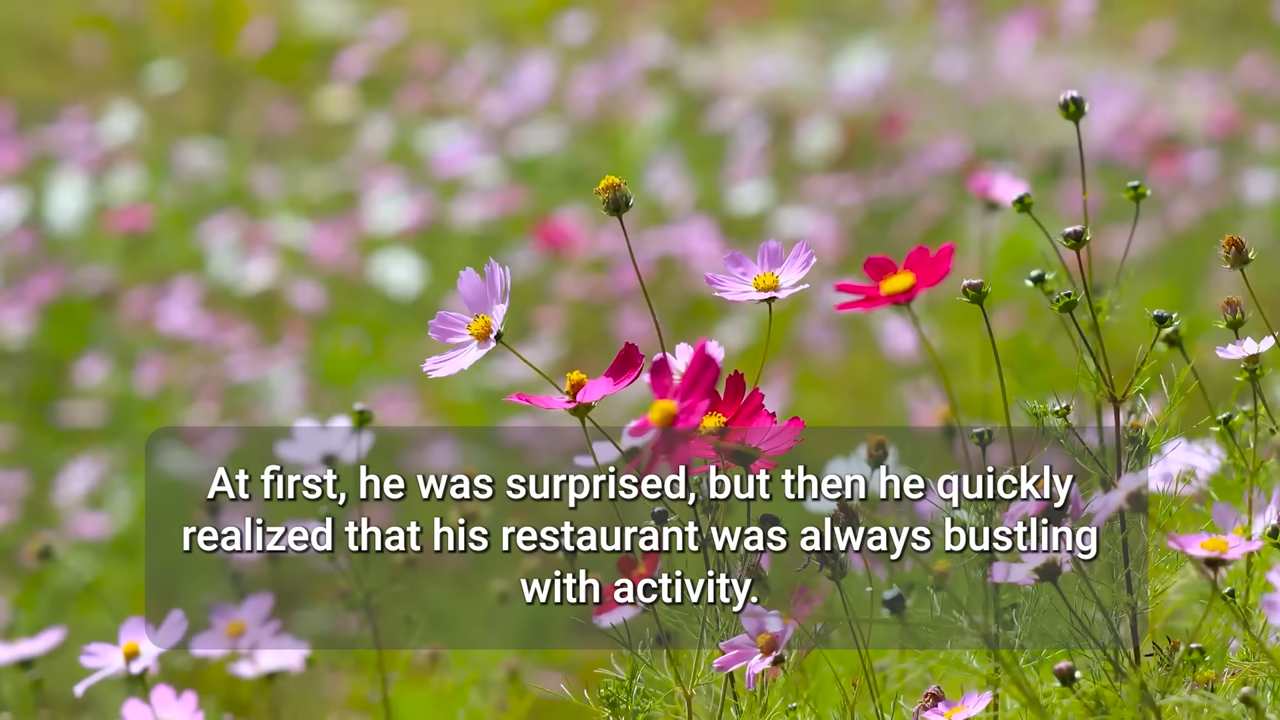 At first, he was surprised, but then he quickly
realized that his restaurant was always bustling
with activity.